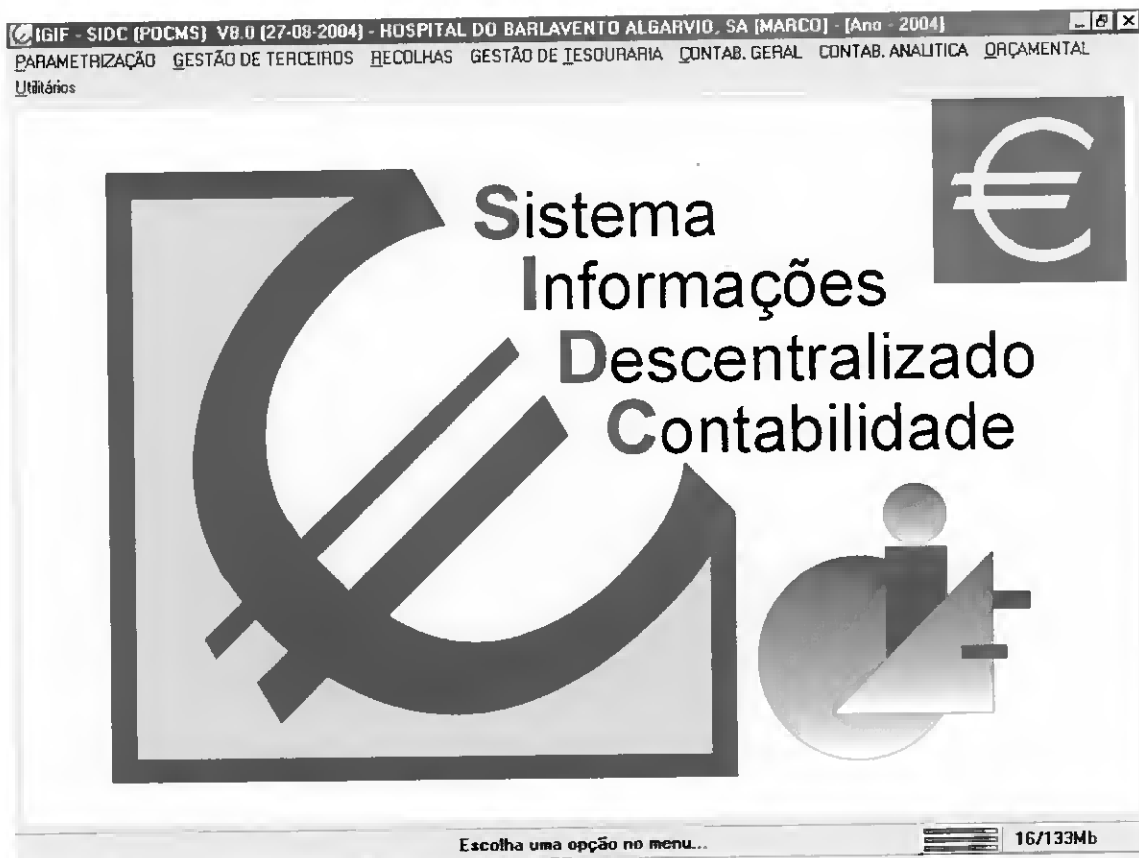 IGIF - SIDC (POCMS) V8.0 (27-08-2004) - HOSPITAL DO BARLAVENTO ALGARVIO, SA [MARCO] - [Ano - 2004]
PARAMETRIZAÇÃO GESTÃO DE TERCEIROS RECOLHAS GESTÃO DE TESOURARIA CONTAB. GERAL CONTAB. ANALITICA ORÇAMENTAL
Utilitários
Sistema
Informações
Descentralizado
Contabilidade
Escolha uma opção no menu... 16/133Mb